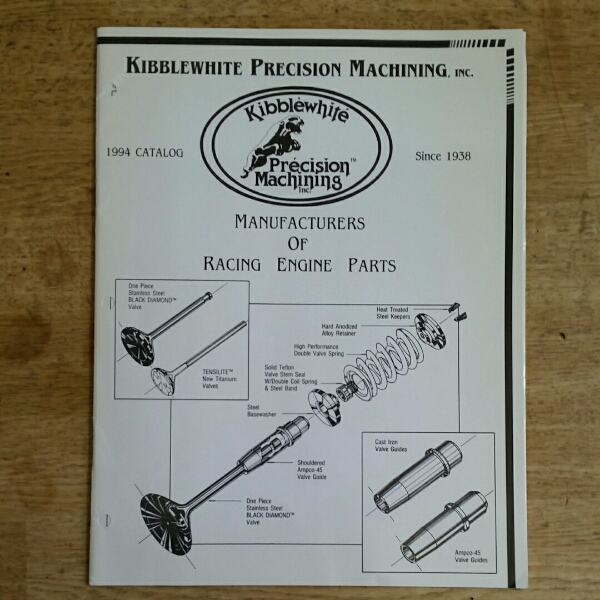 KIBBLEWHITE PRECISION MACHINING, INC.
Kibblewhite
Précision™
Machining
Inc.
1994 CATALOG
Since 1938
MANUFACTURERS
OF
RACING ENGINE PARTS
One Piece
Stainless Steel
BLACK DIAMOND™
Valve
TENSILITE™
New Titanium
Valves
Heat Treated
Steel Keepers
Hard Anodized
Alloy Retainer
High Performance
Double Valve Spring
Solid Teflon
Valve Stem Seal
W/Double Coil Spring
& Steel Band
Steel
Basewasher
Shouldered
Ampco-45
Valve Guide
One Piece
Stainless Steel
BLACK DIAMOND™
Valve
Cast Iron
Valve Guides
Ampco-45
Valve Guides